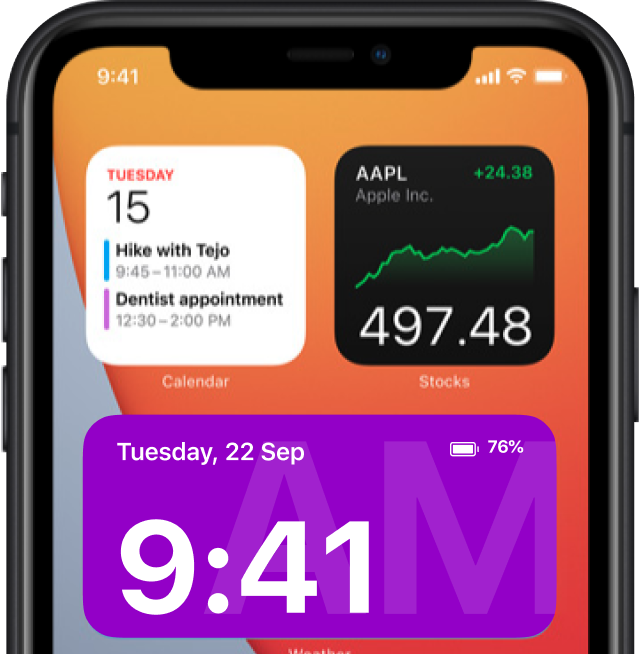 9:41
TUESDAY
15
Hike with Tejo
9:45–11:00 AM
Dentist appointment
12:30–2:00 PM
Calendar
AAPL +24.38
Apple Inc.
497.48
Stocks
Tuesday, 22 Sep 76%
AM
9:41
Weather